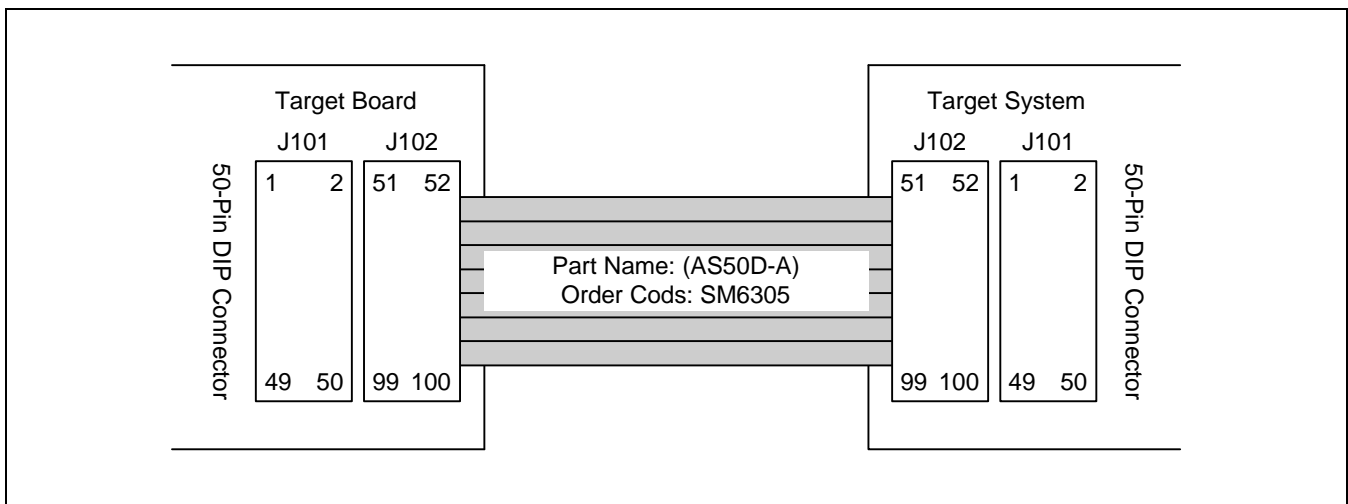 Target Board
J101 J102
50-Pin DIP Connector
1 2 51 52
49 50 99 100
Part Name: (AS50D-A)
Order Cods: SM6305
Target System
J102 J101
51 52 1 2
99 100 49 50
50-Pin DIP Connector